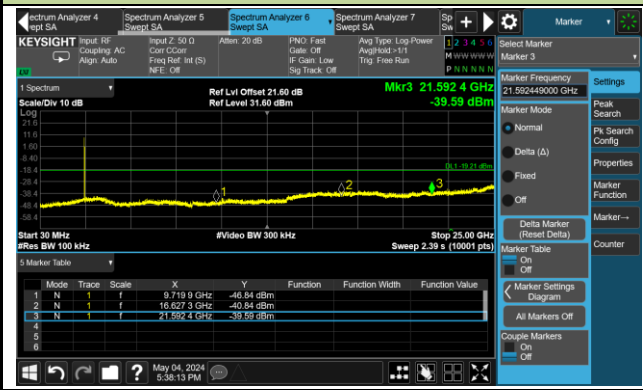 ectrum Analyzer 4
ept SA
Spectrum Analyzer 5
Swept SA
Spectrum Analyzer 6
Swept SA
Spectrum Analyzer 7
Swept SA
Sp
Sw
Marker
KEYSIGHT
Input: RF
Coupling: AC
Align: Auto
Input Z: 50 Ω
Corr CCorr
Freq Ref: Int (S)
NFE: Off
Atten: 20 dB
PNO: Fast
Gate: Off
IF Gain: Low
Sig Track: Off
Avg Type: Log-Power
Avg|Hold:>1/1
Trig: Free Run
1 2 3 4 5 6
M W W W W W
P N N N N N
Select Marker
Marker 3
1 Spectrum
Scale/Div 10 dB
Log
Ref Lvl Offset 21.60 dB
Ref Level 31.60 dBm
Mkr3 21.592 4 GHz
-39.59 dBm
21.6
11.6
1.60
-8.40
-18.4
-28.4
-38.4
-48.4
-58.4
DL1 -19.21 dBm
1
2
3
Start 30 MHz
#Res BW 100 kHz
#Video BW 300 kHz
Stop 25.00 GHz
Sweep 2.39 s (10001 pts)
5 Marker Table
Mode Trace Scale X Y Function Function Width Function Value
1 N 1 f 9.719 9 GHz -46.84 dBm
2 N 1 f 16.627 3 GHz -40.84 dBm
3 N 1 f 21.592 4 GHz -39.59 dBm
4
5
6
Marker Frequency
21.592449000 GHz
Marker Mode
Normal
Delta (Δ)
Fixed
Off
Delta Marker
(Reset Delta)
Marker Table
On
Off
Marker Settings
Diagram
All Markers Off
Couple Markers
On
Off
Settings
Peak
Search
Pk Search
Config
Properties
Marker
Function
Marker→
Counter
?
May 04, 2024
5:38:13 PM